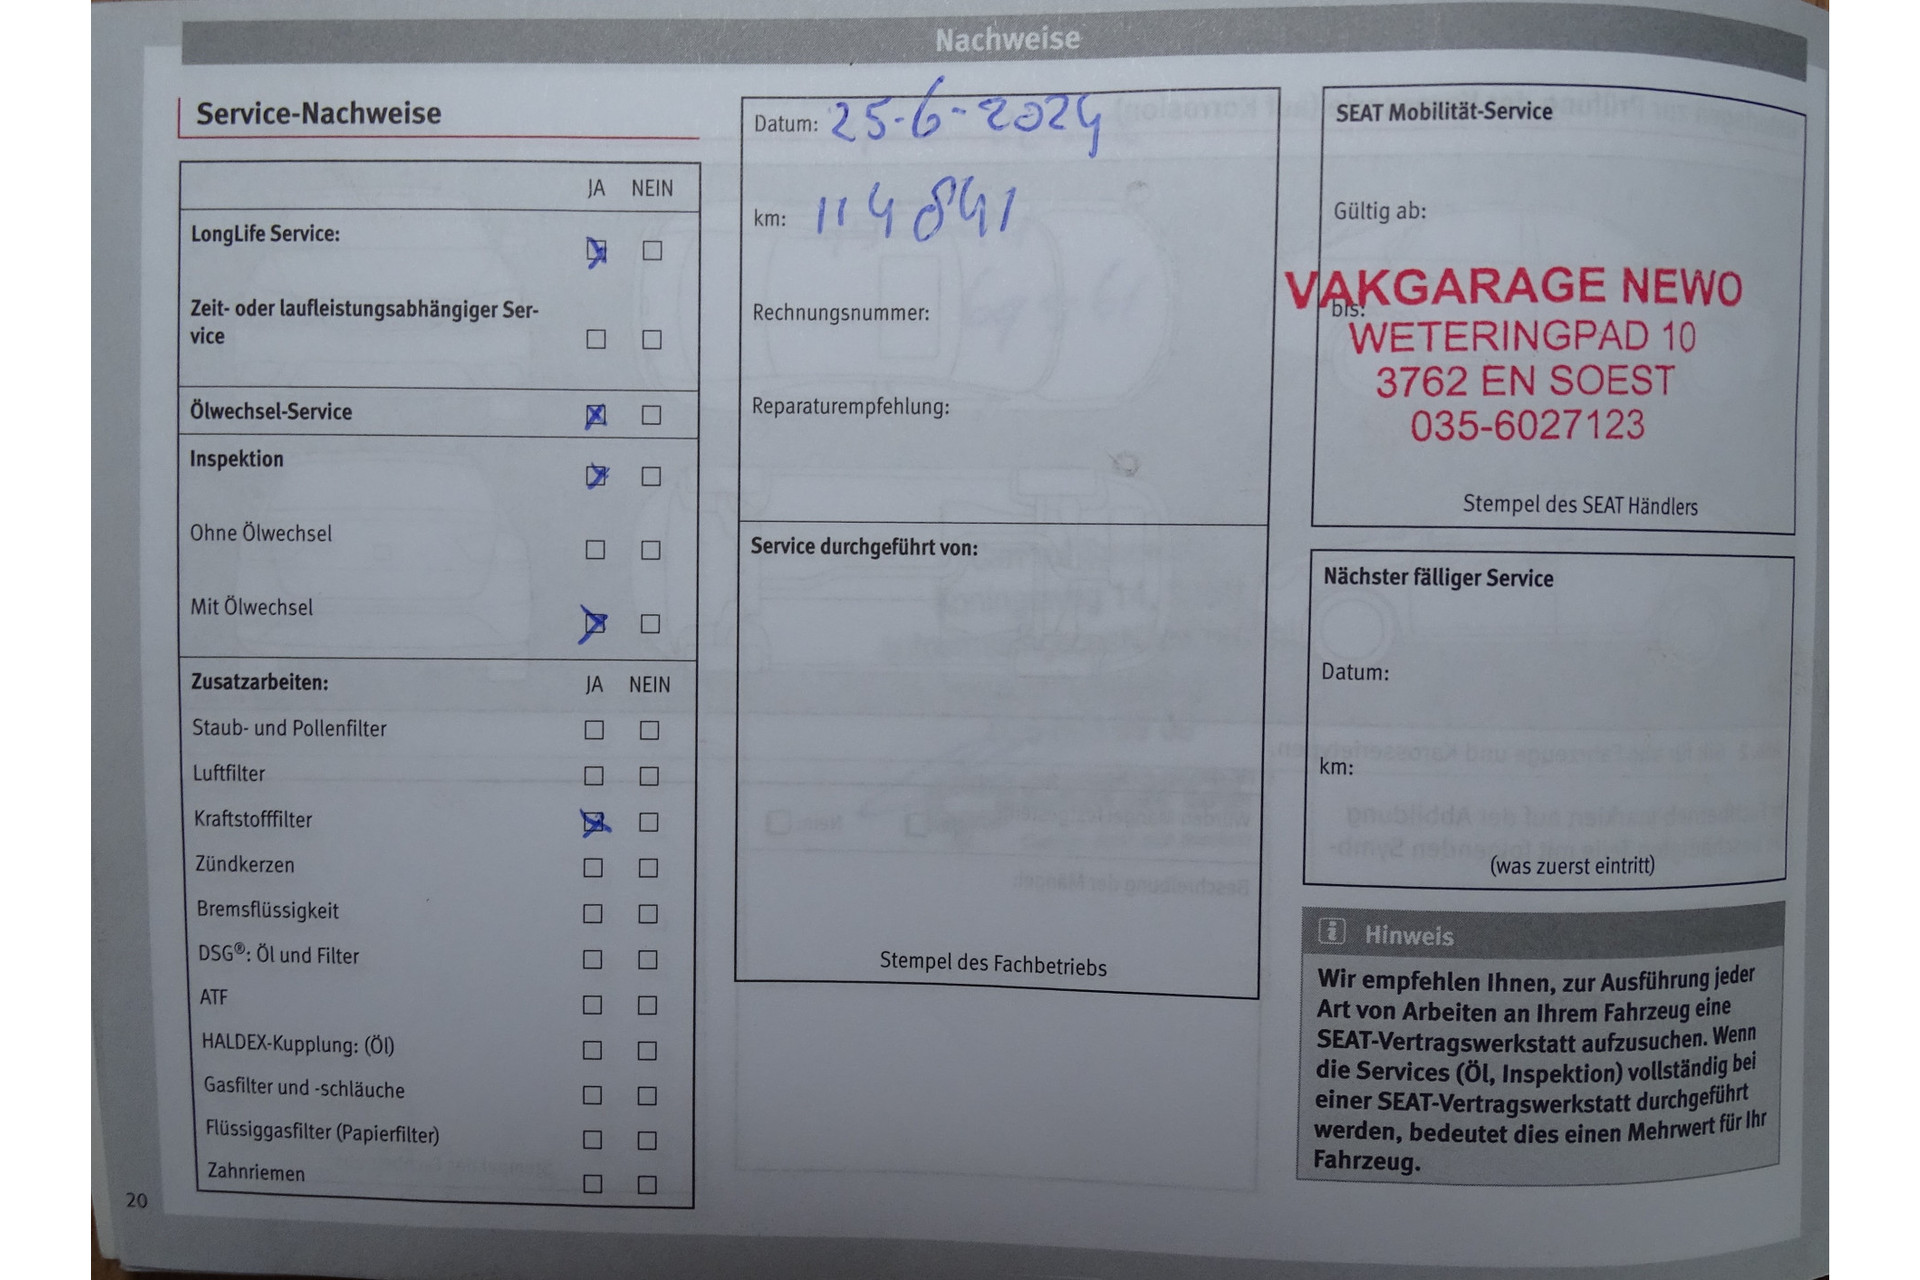 Nachweise
Service-Nachweise
JA NEIN
LongLife Service:
Zeit- oder laufleistungsabhängiger Ser-
vice
Ölwechsel-Service
Inspektion
Ohne Ölwechsel
Mit Ölwechsel
Zusatzarbeiten: JA NEIN
Staub- und Pollenfilter
Luftfilter
Kraftstofffilter
Zündkerzen
Bremsflüssigkeit
DSG®: Öl und Filter
ATF
HALDEX-Kupplung: (Öl)
Gasfilter und -schläuche
Flüssiggasfilter (Papierfilter)
Zahnriemen
20
Datum: 25-6-2024
km: 114841
Rechnungsnummer:
Reparaturempfehlung:
Service durchgeführt von:
Stempel des Fachbetriebs
SEAT Mobilität-Service
Gültig ab:
VAKGARAGE NEWO
bis:
WETERINGPAD 10
3762 EN SOEST
035-6027123
Stempel des SEAT Händlers
Nächster fälliger Service
Datum:
km:
(was zuerst eintritt)
i Hinweis
Wir empfehlen Ihnen, zur Ausführung jeder
Art von Arbeiten an Ihrem Fahrzeug eine
SEAT-Vertragswerkstatt aufzusuchen. Wenn
die Services (Öl, Inspektion) vollständig bei
einer SEAT-Vertragswerkstatt durchgeführt
werden, bedeutet dies einen Mehrwert für Ihr
Fahrzeug.